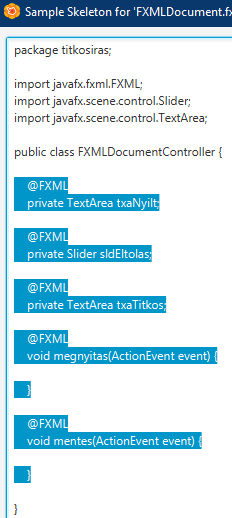 Sample Skeleton for 'FXMLDocument.fx
package titkosiras;
import javafx.fxml.FXML;
import javafx.scene.control.Slider;
import javafx.scene.control.TextArea;
public class FXMLDocumentController {
@FXML
private TextArea txaNyilt;
@FXML
private Slider sldEltolas;
@FXML
private TextArea txaTitkos;
@FXML
void megnyitas(ActionEvent event) {
}
@FXML
void mentes(ActionEvent event) {
}
}